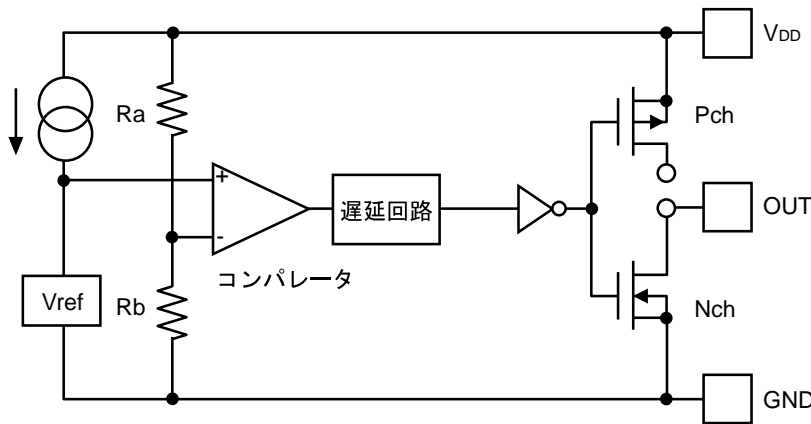 VDD
Ra
Pch
+
遅延回路
OUT
-
コンパレータ
Vref
Rb
Nch
GND